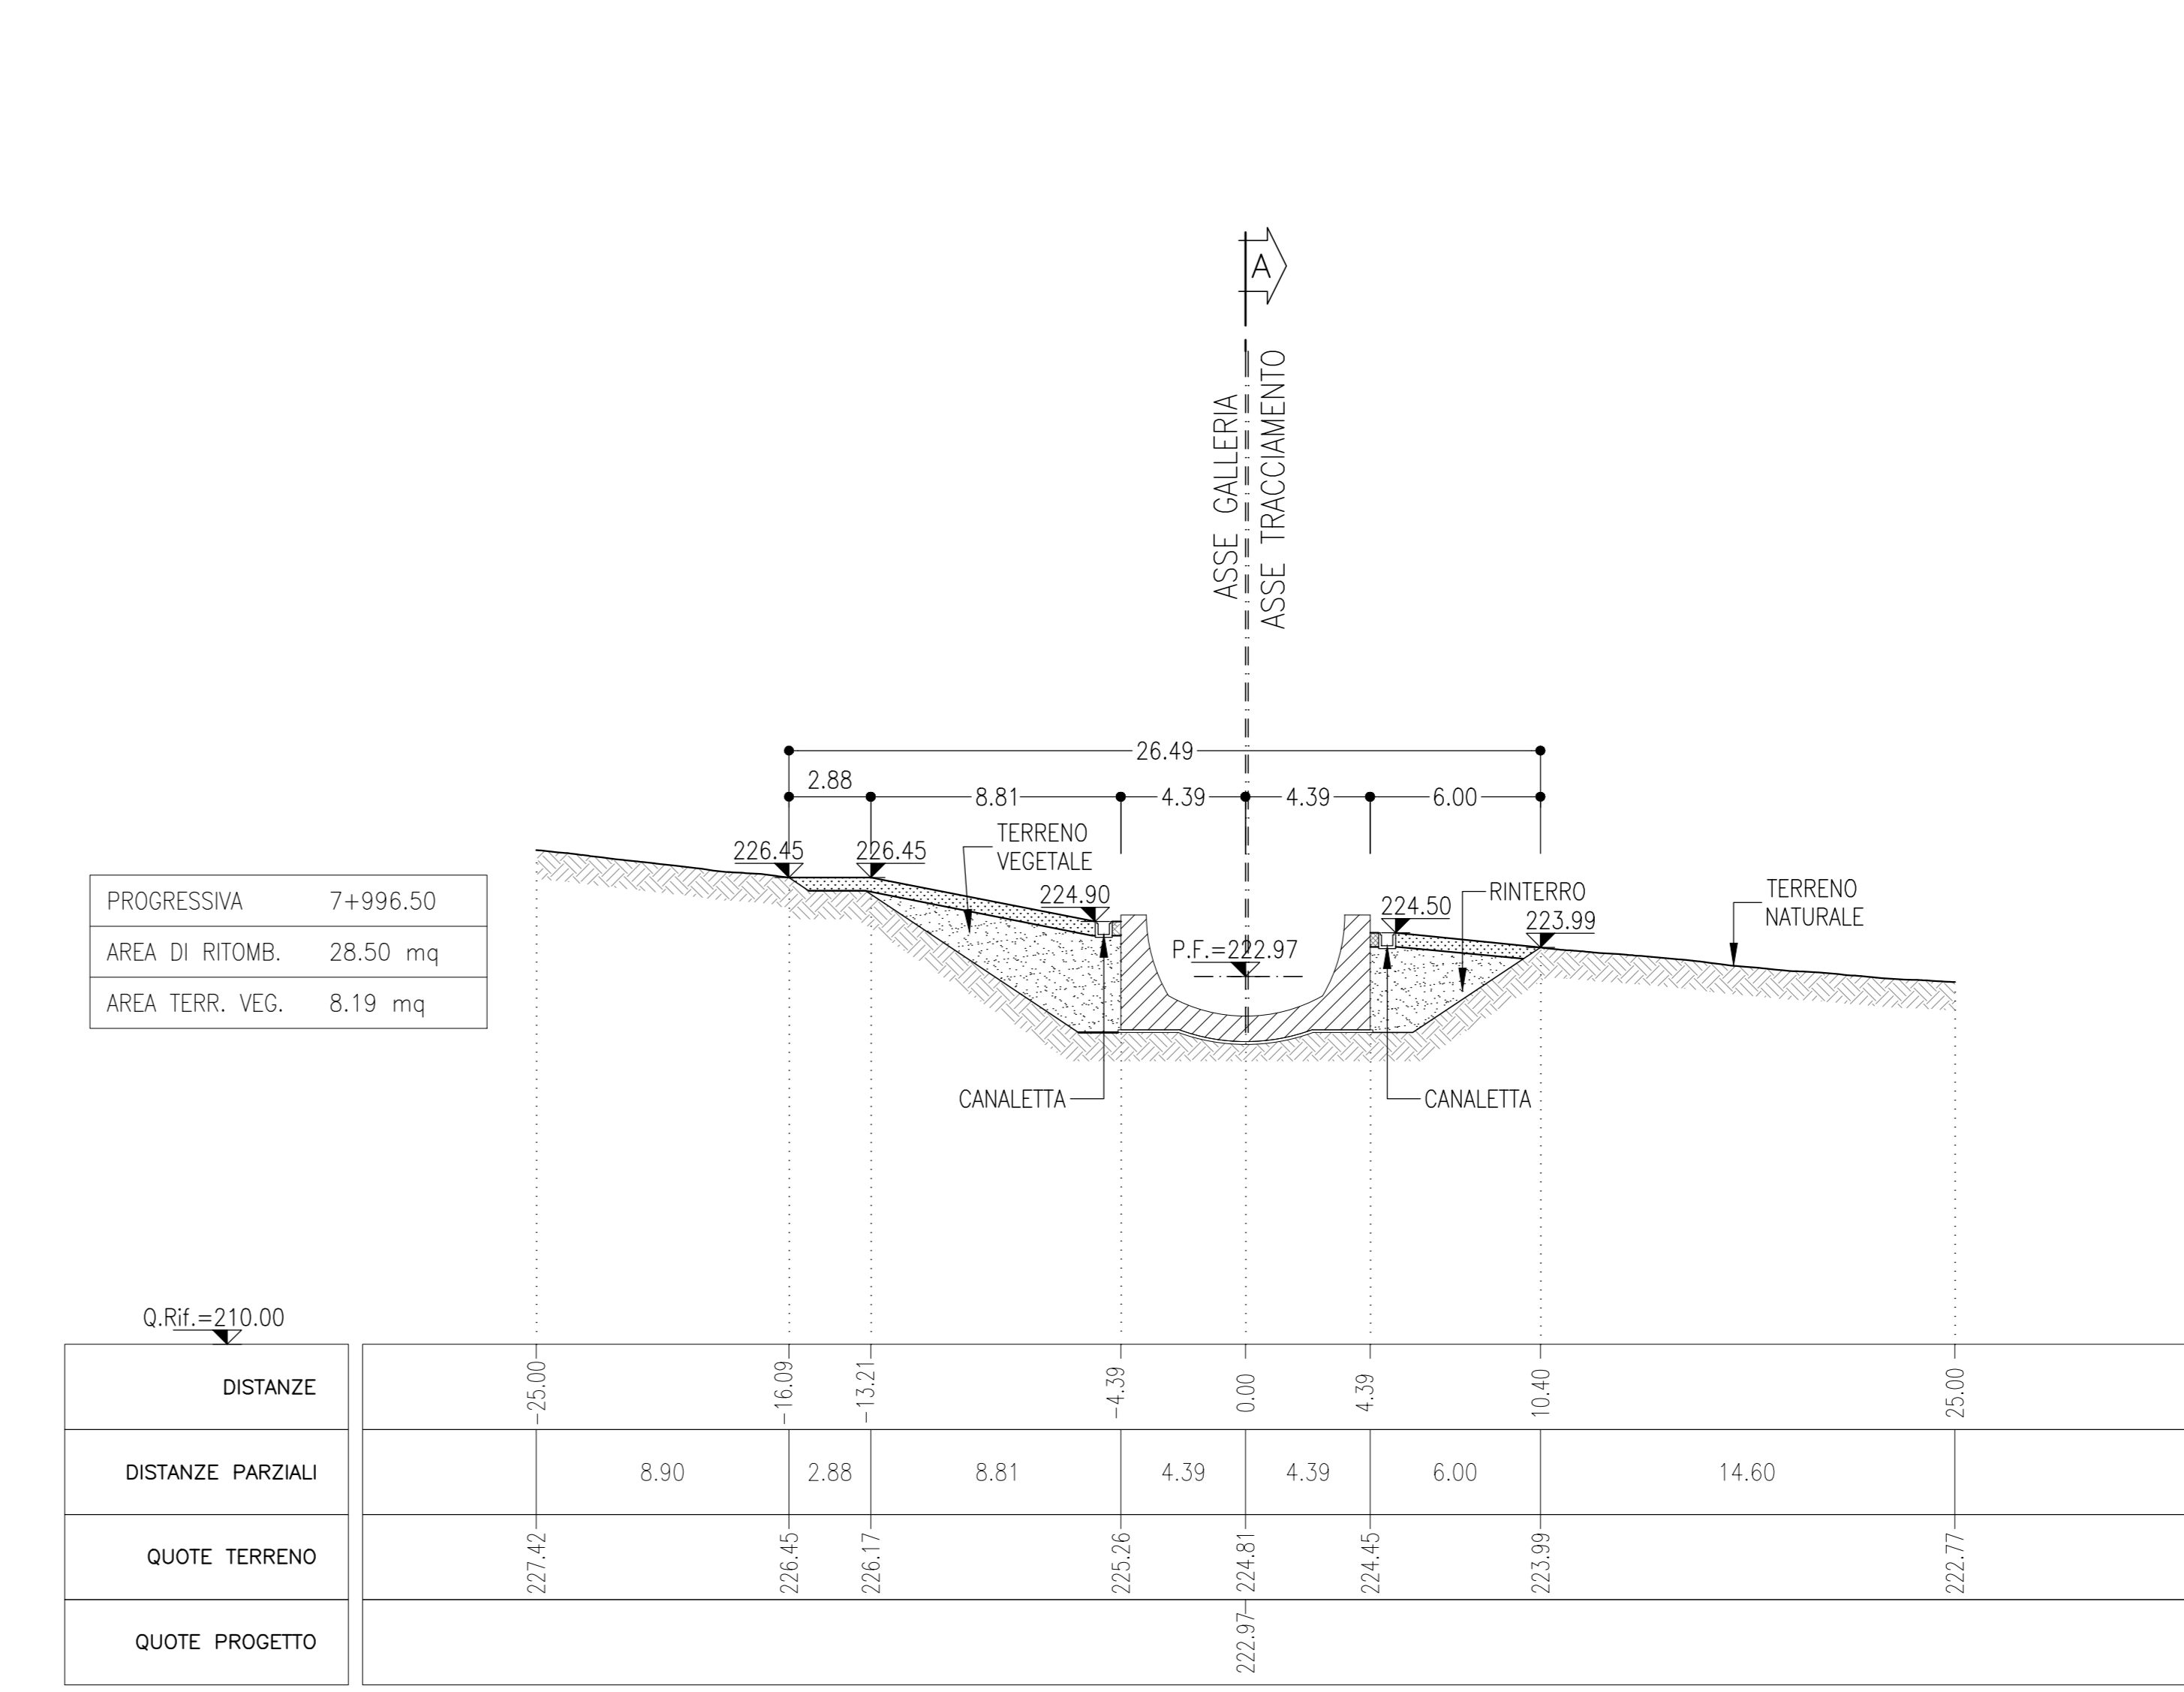 A
ASSE GALLERIA
ASSE TRACCIAMENTO
26.49
2.88
8.81
4.39
4.39
6.00
226.45
226.45
TERRENO
VEGETALE
224.90
P.F.=222.97
224.50
RINTERRO
223.99
TERRENO
NATURALE
PROGRESSIVA 7+996.50
AREA DI RITOMB. 28.50 mq
AREA TERR. VEG. 8.19 mq
CANALETTA
CANALETTA
Q.Rif.=210.00
DISTANZE -25.00 -16.09 -13.21 -4.39 0.00 4.39 10.40 25.00
DISTANZE PARZIALI 8.90 2.88 8.81 4.39 4.39 6.00 14.60
QUOTE TERRENO 227.42 226.45 226.17 225.26 224.81 224.45 223.99 222.77
QUOTE PROGETTO 222.97